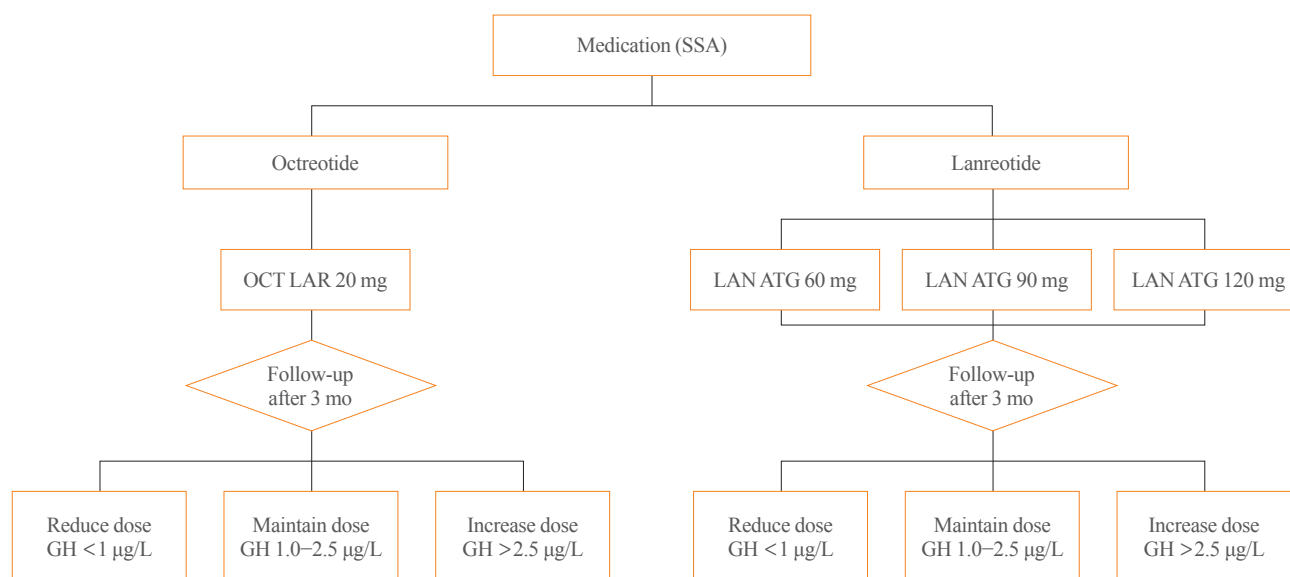 Medication (SSA)
Octreotide
Lanreotide
OCT LAR 20 mg
LAN ATG 60 mg
LAN ATG 90 mg
LAN ATG 120 mg
Follow-up
after 3 mo
Follow-up
after 3 mo
Reduce dose
GH <1 μg/L
Maintain dose
GH 1.0−2.5 μg/L
Increase dose
GH >2.5 μg/L
Reduce dose
GH <1 μg/L
Maintain dose
GH 1.0−2.5 μg/L
Increase dose
GH >2.5 μg/L